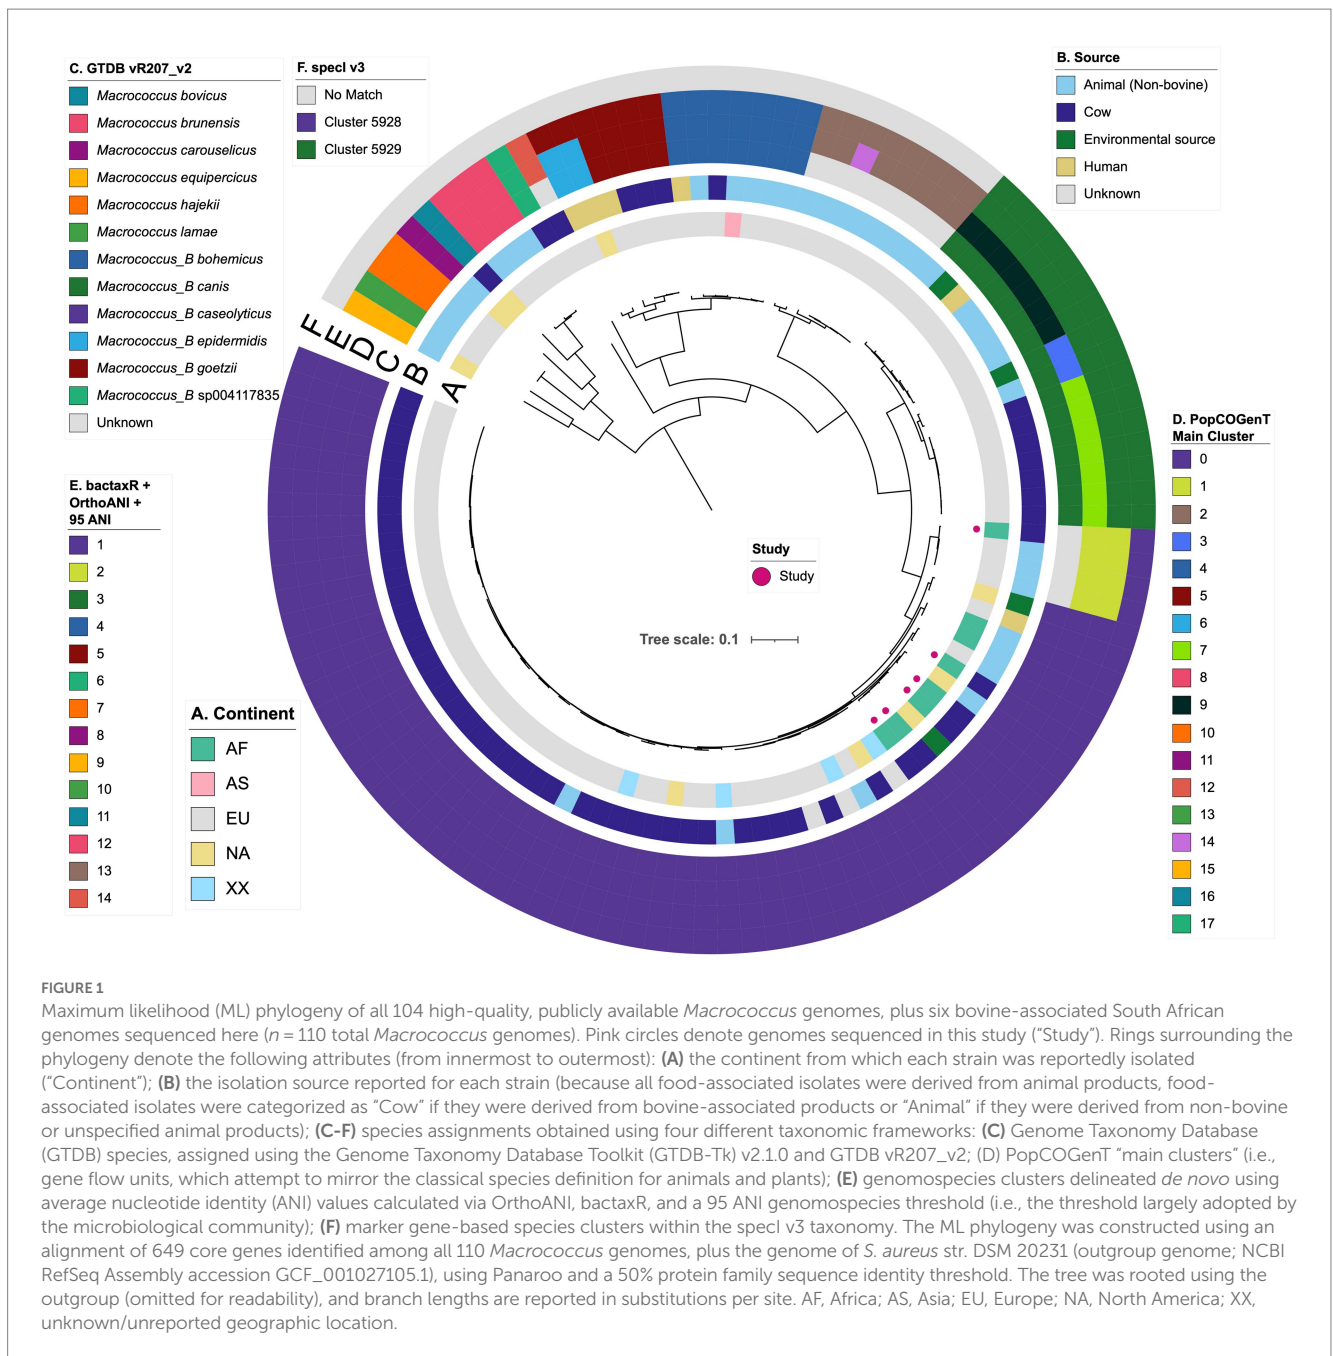 C. GTDB vR207_v2
Macrococcus bovicus
Macrococcus brunensis
Macrococcus carouselicus
Macrococcus equipercicus
Macrococcus hajekii
Macrococcus lamae
Macrococcus_B bohemicus
Macrococcus_B canis
Macrococcus_B caseolyticus
Macrococcus_B epidermidis
Macrococcus_B goetzii
Macrococcus_B sp004117835
Unknown
F. specI v3
No Match
Cluster 5928
Cluster 5929
B. Source
Animal (Non-bovine)
Cow
Environmental source
Human
Unknown
F
E
D
C
B
A
E. bactaxR +
OrthoANI +
95 ANI
1
2
3
4
5
6
7
8
9
10
11
12
13
14
A. Continent
AF
AS
EU
NA
XX
Study
Study
Tree scale: 0.1
D. PopCOGenT
Main Cluster
0
1
2
3
4
5
6
7
8
9
10
11
12
13
14
15
16
17
FIGURE 1
Maximum likelihood (ML) phylogeny of all 104 high-quality, publicly available Macrococcus genomes, plus six bovine-associated South African
genomes sequenced here (n = 110 total Macrococcus genomes). Pink circles denote genomes sequenced in this study (“Study”). Rings surrounding the
phylogeny denote the following attributes (from innermost to outermost): (A) the continent from which each strain was reportedly isolated
(“Continent”); (B) the isolation source reported for each strain (because all food-associated isolates were derived from animal products, food-
associated isolates were categorized as “Cow” if they were derived from bovine-associated products or “Animal” if they were derived from non-bovine
or unspecified animal products); (C-F) species assignments obtained using four different taxonomic frameworks: (C) Genome Taxonomy Database
(GTDB) species, assigned using the Genome Taxonomy Database Toolkit (GTDB-Tk) v2.1.0 and GTDB vR207_v2; (D) PopCOGenT “main clusters” (i.e.,
gene flow units, which attempt to mirror the classical species definition for animals and plants); (E) genomospecies clusters delineated de novo using
average nucleotide identity (ANI) values calculated via OrthoANI, bactaxR, and a 95 ANI genomospecies threshold (i.e., the threshold largely adopted by
the microbiological community); (F) marker gene-based species clusters within the specI v3 taxonomy. The ML phylogeny was constructed using an
alignment of 649 core genes identified among all 110 Macrococcus genomes, plus the genome of S. aureus str. DSM 20231 (outgroup genome; NCBI
RefSeq Assembly accession GCF_001027105.1), using Panaroo and a 50% protein family sequence identity threshold. The tree was rooted using the
outgroup (omitted for readability), and branch lengths are reported in substitutions per site. AF, Africa; AS, Asia; EU, Europe; NA, North America; XX,
unknown/unreported geographic location.